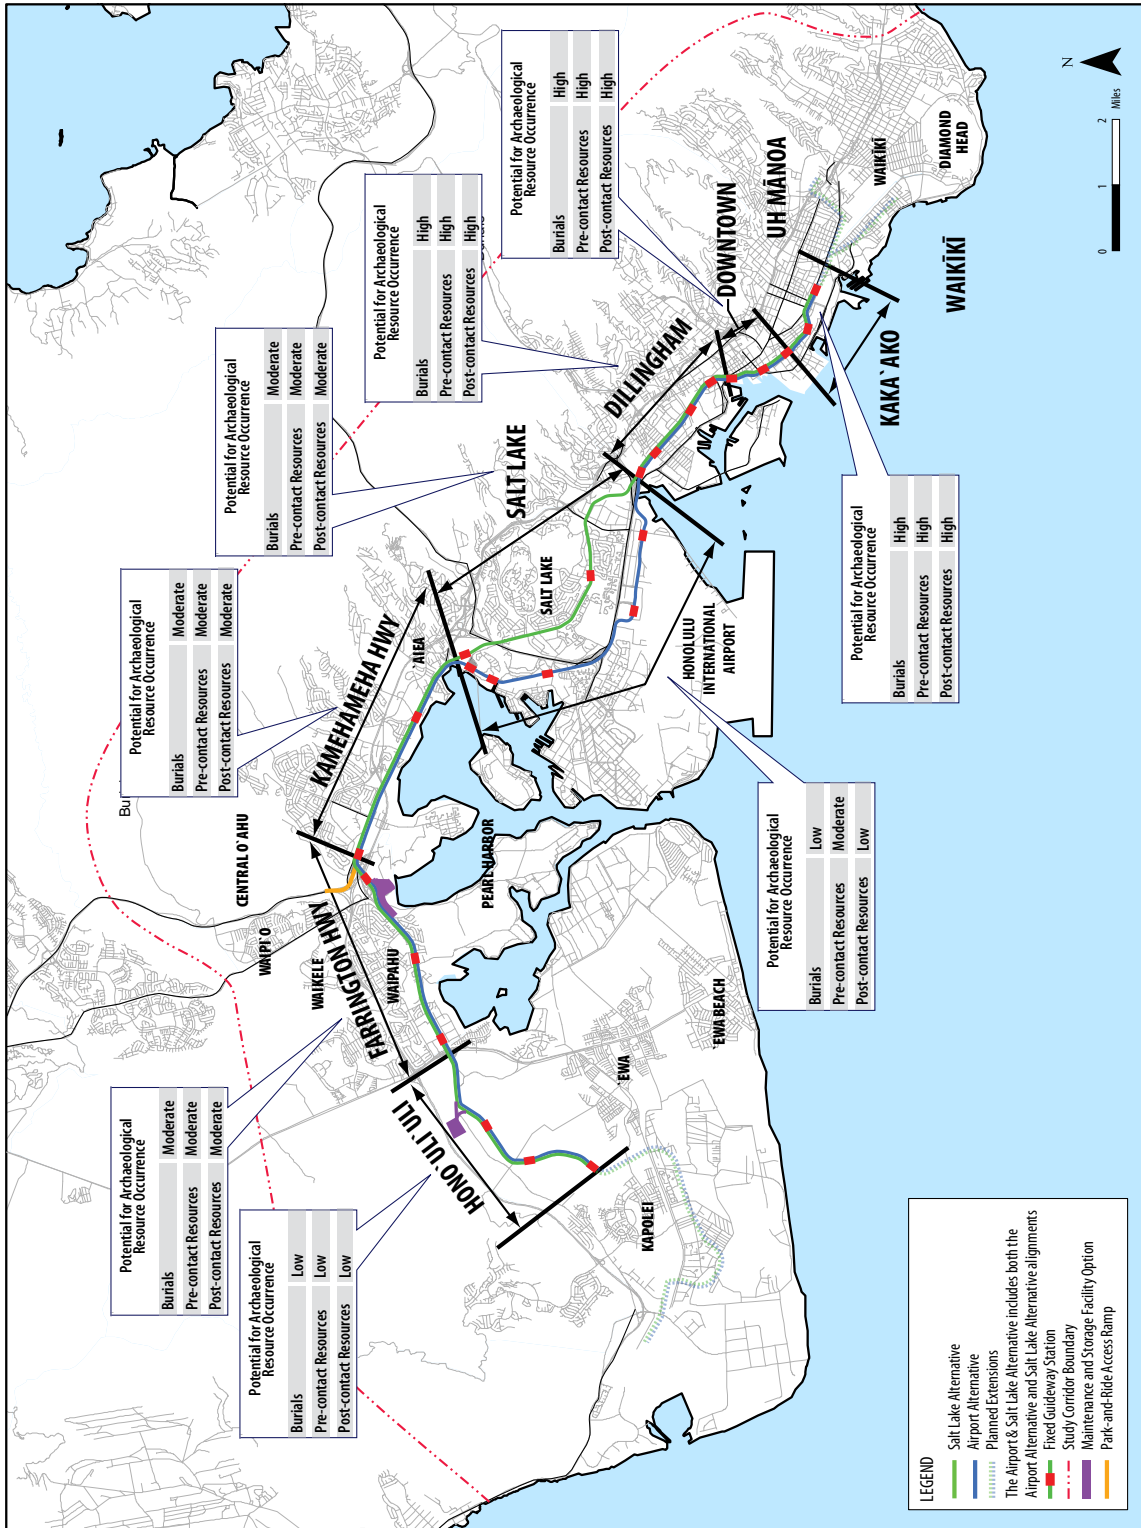 Potential for Archaeological
Resource Occurrence
Burials Low
Pre-contact Resources Low
Post-contact Resources Low
Potential for Archaeological
Resource Occurrence
Burials Moderate
Pre-contact Resources Moderate
Post-contact Resources Moderate
Potential for Archaeological
Resource Occurrence
Burials Moderate
Pre-contact Resources Moderate
Post-contact Resources Moderate
Potential for Archaeological
Resource Occurrence
Burials Moderate
Pre-contact Resources Moderate
Post-contact Resources Moderate
Potential for Archaeological
Resource Occurrence
Burials High
Pre-contact Resources High
Post-contact Resources High
Potential for Archaeological
Resource Occurrence
Burials High
Pre-contact Resources High
Post-contact Resources High
HONO`ULI`ULI
FARRINGTON HWY
KAMEHAMEHA HWY
SALT LAKE
DILLINGHAM
DOWNTOWN
UH MĀNOA
KAKA`AKO
WAIKĪKĪ
CENTRAL O`AHU
WAIPI`O
WAIKELE
WAIPAHU
PEARL HARBOR
`AIEA
SALT LAKE
HONOLULU
INTERNATIONAL
AIRPORT
KAPOLEI
`EWA
`EWA BEACH
WAIKĪKĪ
DIAMOND
HEAD
Potential for Archaeological
Resource Occurrence
Burials Low
Pre-contact Resources Moderate
Post-contact Resources Low
Potential for Archaeological
Resource Occurrence
Burials High
Pre-contact Resources High
Post-contact Resources High
N
0 1 2
Miles
LEGEND
Salt Lake Alternative
Airport Alternative
Planned Extensions
The Airport & Salt Lake Alternative includes both the
Airport Alternative and Salt Lake Alternative alignments
Fixed Guideway Station
Study Corridor Boundary
Maintenance and Storage Facility Option
Park-and-Ride Access Ramp